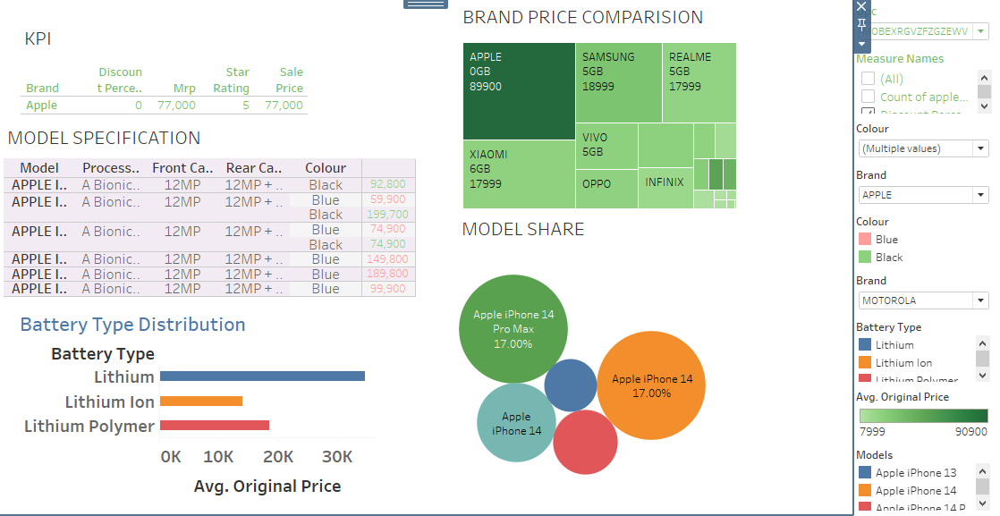 KPI
Discoun Star Sale
Brand t Perce.. Mrp Rating Price
Apple 0 77,000 5 77,000
MODEL SPECIFICATION
Model Process.. Front Ca.. Rear Ca.. Colour
APPLE I.. A Bionic.. 12MP 12MP + .. Black 92,800
APPLE I.. A Bionic.. 12MP 12MP + .. Blue 59,900
Black 199,700
APPLE I.. A Bionic.. 12MP 12MP + .. Blue 74,900
Black 74,900
APPLE I.. A Bionic.. 12MP 12MP + .. Blue 149,800
APPLE I.. A Bionic.. 12MP 12MP + .. Blue 189,800
APPLE I.. A Bionic.. 12MP 12MP + .. Blue 99,900
Battery Type Distribution
Battery Type
Lithium
Lithium Ion
Lithium Polymer
0K 10K 20K 30K
Avg. Original Price
BRAND PRICE COMPARISION
APPLE
0GB
89900
SAMSUNG
5GB
18999
REALME
5GB
17999
XIAOMI
6GB
17999
VIVO
5GB
OPPO
INFINIX
MODEL SHARE
Apple iPhone 14
Pro Max
17.00%
Apple iPhone 14
17.00%
Apple
iPhone 14
c
OBEXRGVZFZGZEWV
Measure Names
(All)
Count of apple...
Discount Perce...
Colour
(Multiple values)
Brand
APPLE
Colour
Blue
Black
Brand
MOTOROLA
Battery Type
Lithium
Lithium Ion
Lithium Polymer
Avg. Original Price
7999 90900
Models
Apple iPhone 13
Apple iPhone 14
Apple iPhone 14 P